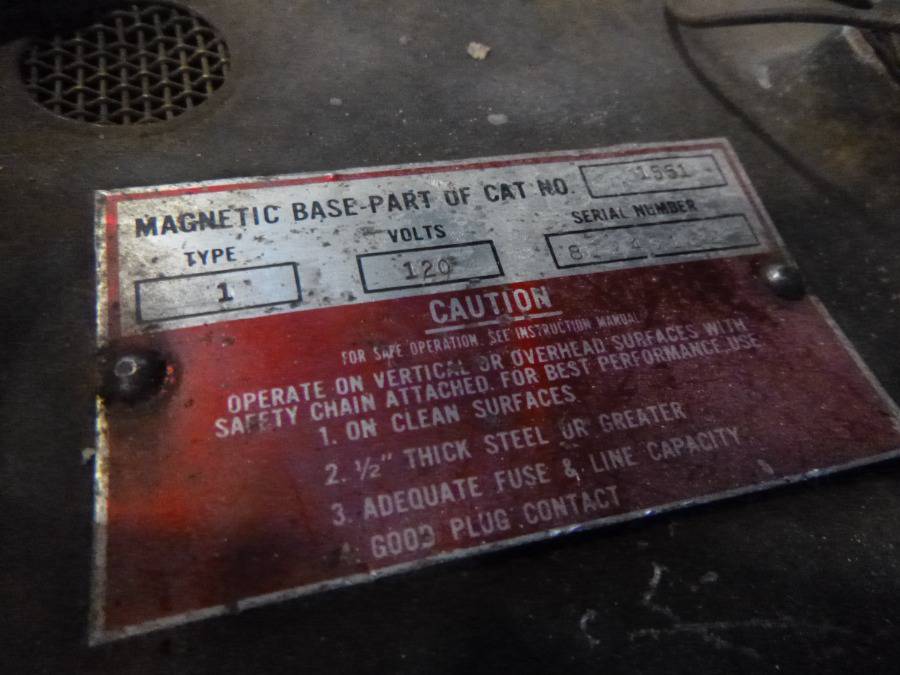 MAGNETIC BASE-PART OF CAT NO. 1551
TYPE VOLTS SERIAL NUMBER
1 120
CAUTION
FOR SAFE OPERATION, SEE INSTRUCTION MANUAL
OPERATE ON VERTICAL OR OVERHEAD SURFACES WITH
SAFETY CHAIN ATTACHED. FOR BEST PERFORMANCE, USE
1. ON CLEAN SURFACES
2. 1/2" THICK STEEL OR GREATER
3. ADEQUATE FUSE & LINE CAPACITY
GOOD PLUG CONTACT